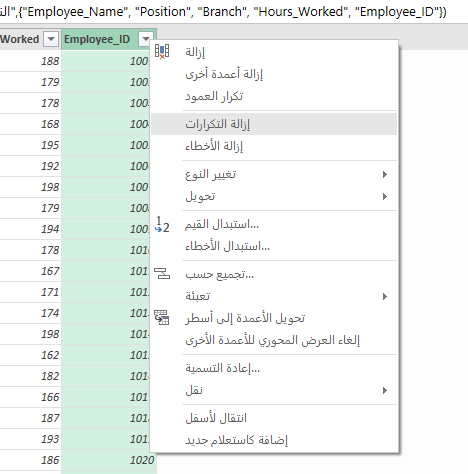 "الن",{"Employee_Name", "Position", "Branch", "Hours_Worked", "Employee_ID"})
Worked Employee_ID
188
179
178
168 1004
195
192
198
179
194
178
167
171
174
198
162
182
166
187
193
186 1020
إزالة
إزالة أعمدة أخرى
تكرار العمود
إزالة التكرارات
إزالة الأخطاء
تغيير النوع
تحويل
استبدال القيم...
استبدال الأخطاء...
تجميع حسب...
تعبئة
تحويل الأعمدة إلى أسطر
إلغاء العرض المحوري للأعمدة الأخرى
إعادة التسمية...
نقل
انتقال لأسفل
إضافة كاستعلام جديد